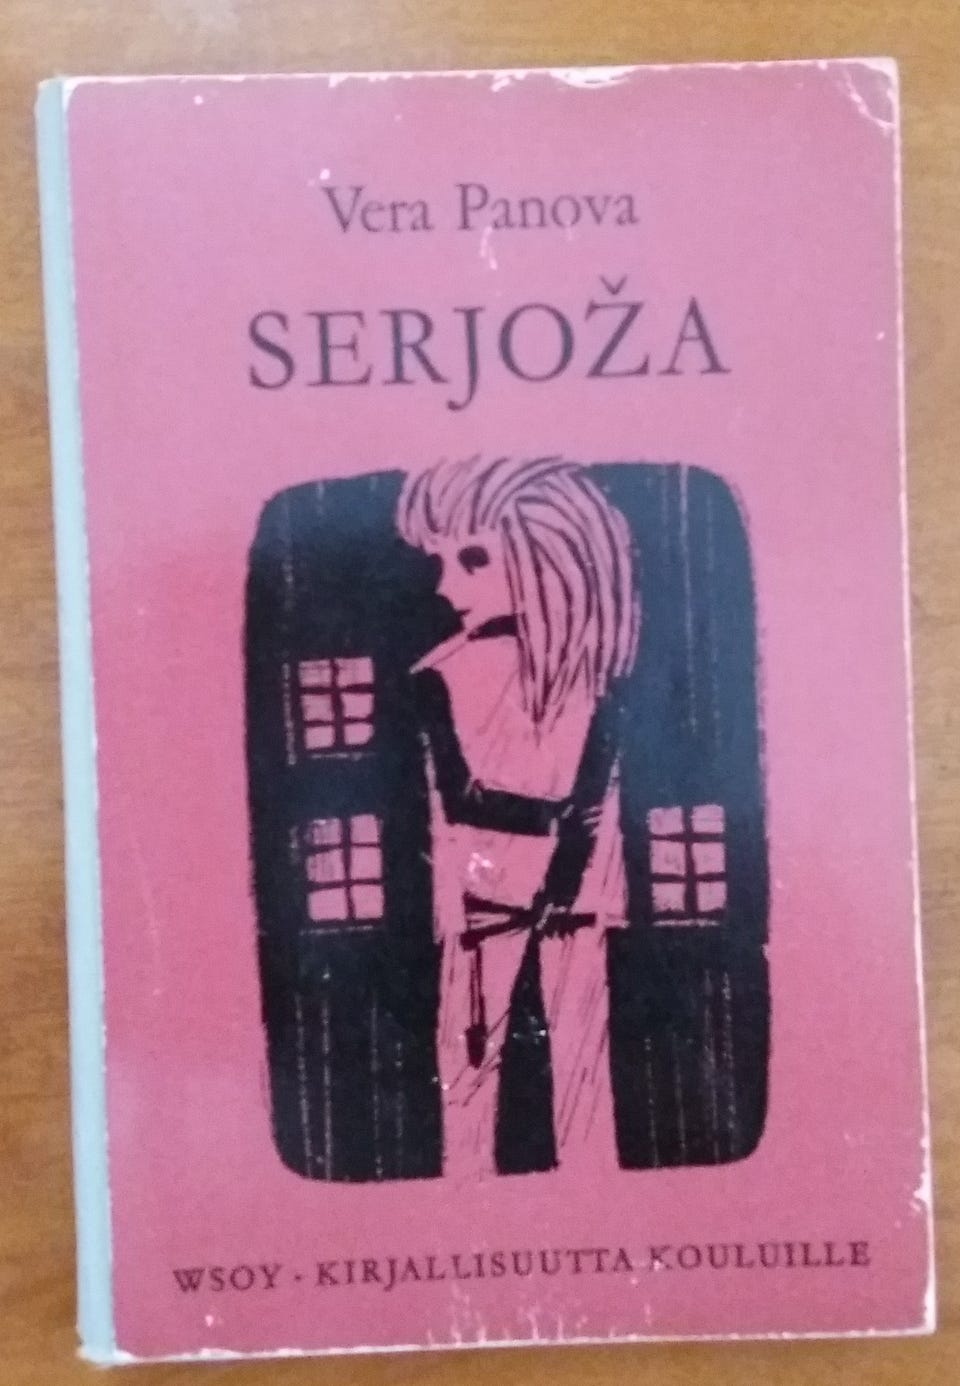 Vera Panova
SERJOŽA
WSOY · KIRJALLISUUTTA KOULUILLE